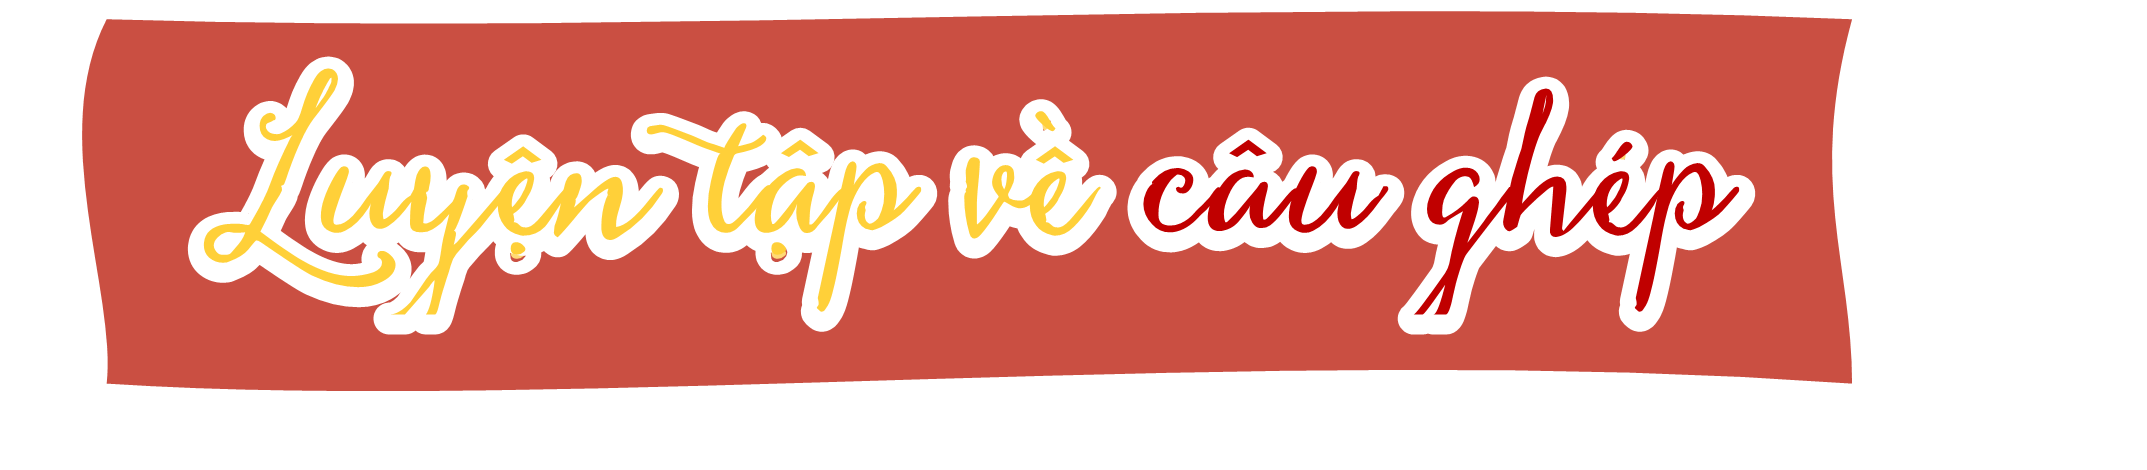 Luyện tập về câu ghép